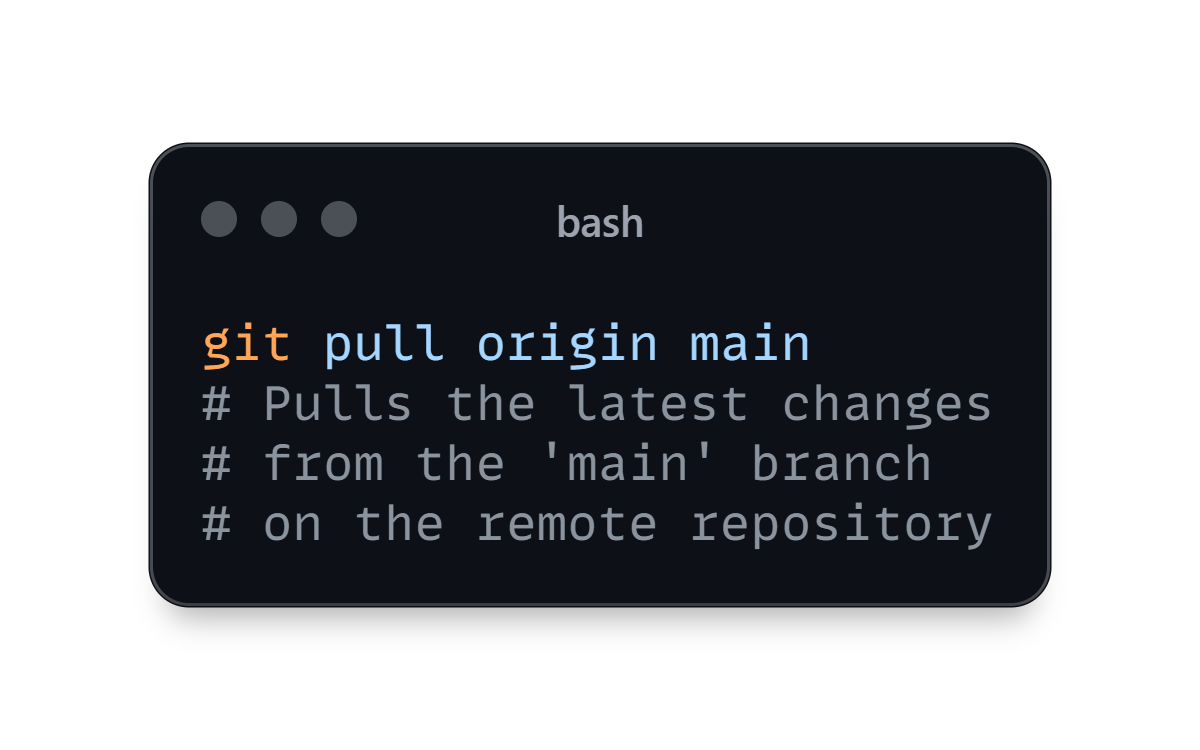 bash
git pull origin main
# Pulls the latest changes
# from the 'main' branch
# on the remote repository